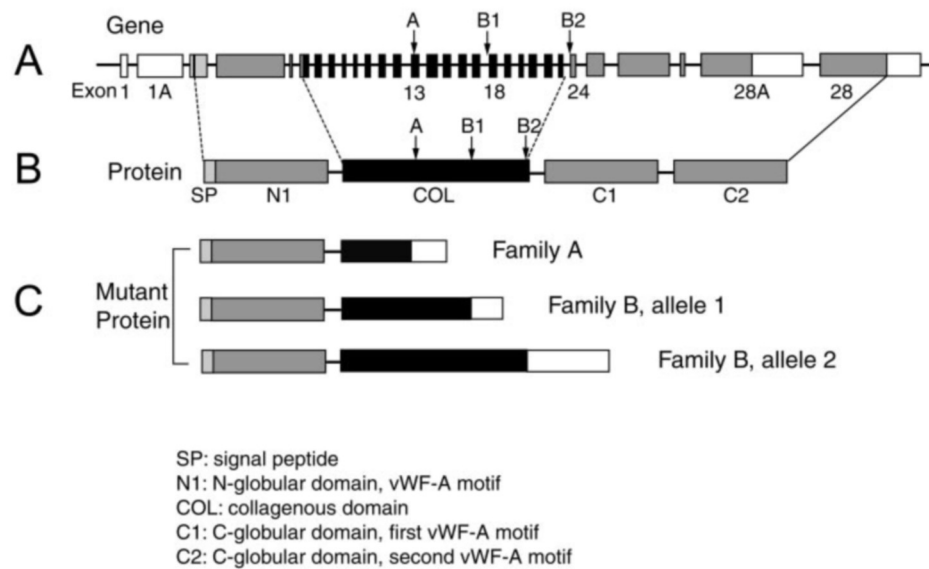 A
Gene
A B1 B2
Exon 1 1A 13 18 24 28A 28
A B1 B2
B
Protein
SP N1 COL C1 C2
C
Mutant
Protein
Family A
Family B, allele 1
Family B, allele 2
SP: signal peptide
N1: N-globular domain, vWF-A motif
COL: collagenous domain
C1: C-globular domain, first vWF-A motif
C2: C-globular domain, second vWF-A motif